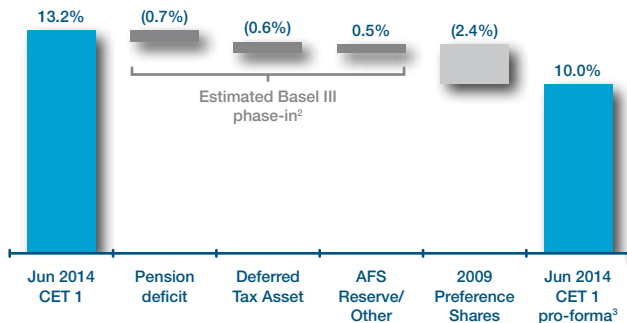 13.2%
(0.7%)
(0.6%)
0.5%
(2.4%)
10.0%
Estimated Basel III
phase-in²
Jun 2014
CET 1
Pension
deficit
Deferred
Tax Asset
AFS
Reserve/
Other
2009
Preference
Shares
Jun 2014
CET 1
pro-forma³